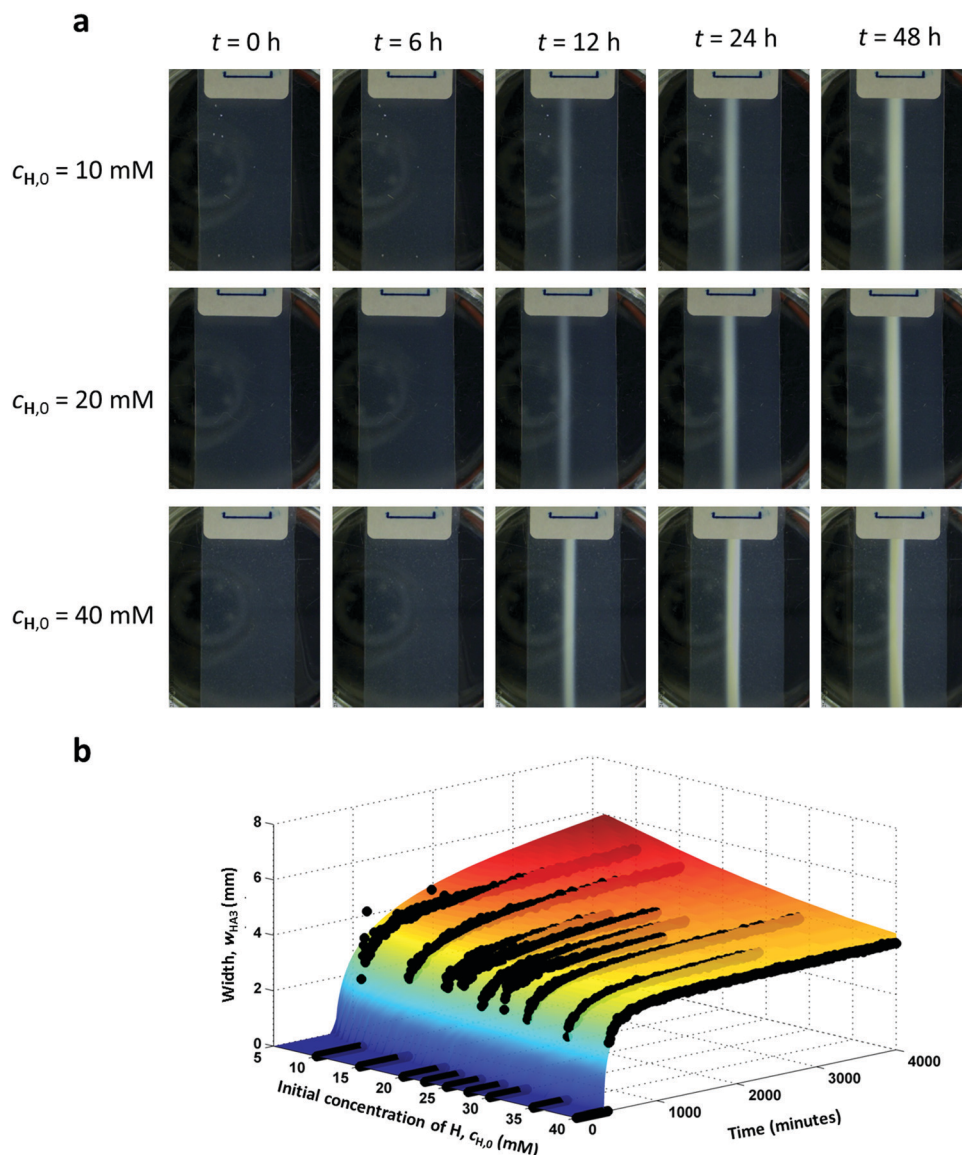 a
t = 0 h
t = 6 h
t = 12 h
t = 24 h
t = 48 h
cH,0 = 10 mM
cH,0 = 20 mM
cH,0 = 40 mM
b
8
6
4
2
0
Width, wHA3 (mm)
5
10
15
20
25
30
35
40
Initial concentration of H, cH,0 (mM)
0
1000
2000
3000
4000
Time (minutes)